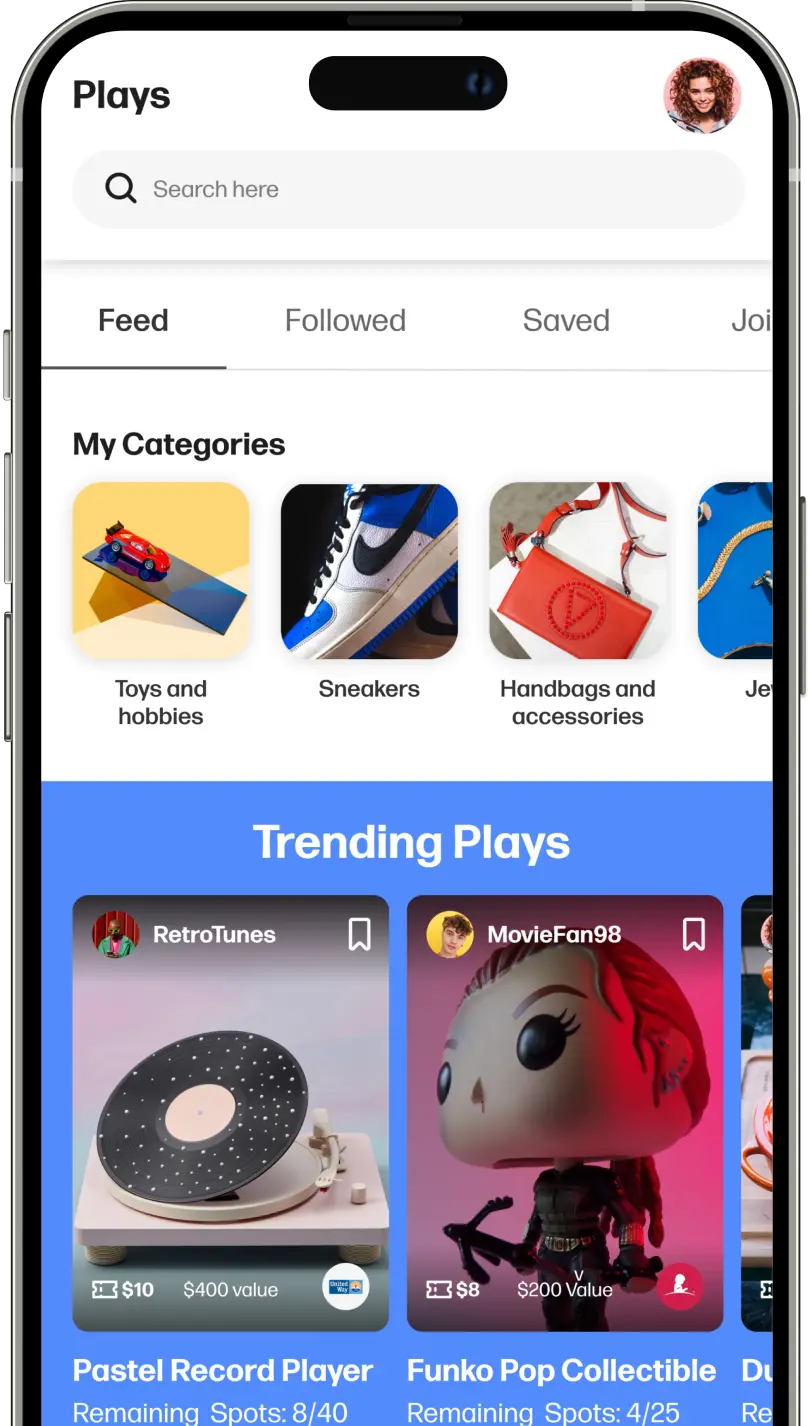 Plays
Search here
Feed
Followed
Saved
Joi
My Categories
Toys and
hobbies
Sneakers
Handbags and
accessories
Je
Trending Plays
RetroTunes
MovieFan98
$10
$400 value
United
Way
$8
v
$200 Value
Pastel Record Player
Funko Pop Collectible
Du
Remaining Spots: 8/40
Remaining Spots: 4/25
Re